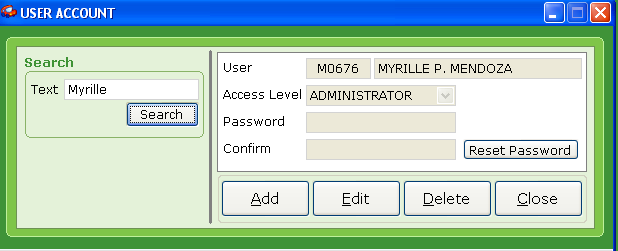 USER ACCOUNT
Search
Text Myrille
Search
User M0676 MYRILLE P. MENDOZA
Access Level ADMINISTRATOR
Password
Confirm Reset Password
Add Edit Delete Close